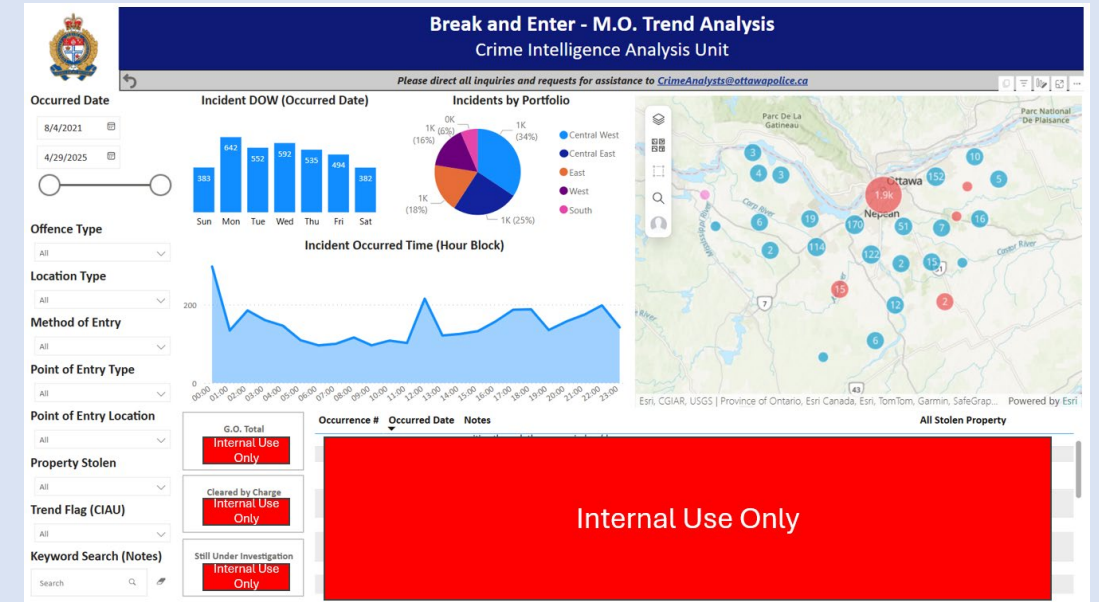 Break and Enter - M.O. Trend Analysis
Crime Intelligence Analysis Unit
Please direct all inquiries and requests for assistance to CrimeAnalysts@ottawapolice.ca
Occurred Date
8/4/2021
4/29/2025
Offence Type
All
Location Type
All
Method of Entry
All
Point of Entry Type
All
Point of Entry Location
All
Property Stolen
All
Trend Flag (CIAU)
All
Keyword Search (Notes)
Search
Incident DOW (Occurred Date)
383
642
552
592
535
494
382
Sun Mon Tue Wed Thu Fri Sat
Incidents by Portfolio
0K
(6%)
1K
(16%)
1K
(34%)
1K
(18%)
1K (25%)
Central West
Central East
East
West
South
Incident Occurred Time (Hour Block)
200
0
00:00 01:00 02:00 03:00 04:00 05:00 06:00 07:00 08:00 09:00 10:00 11:00 12:00 13:00 14:00 15:00 16:00 17:00 18:00 19:00 20:00 21:00 22:00 23:00
Parc De La
Gatineau
Parc National
De Plaisance
3
4
3
10
5
Ottawa
152
1.9k
Nepean
Corp River
Mississippi River
6
19
170
51
7
16
2
114
122
2
15
31
Castor River
15
12
2
7
6
43
Esri, CGIAR, USGS | Province of Ontario, Esri Canada, Esri, TomTom, Garmin, SafeGrap... Powered by Esri
G.O. Total
Internal Use
Only
Cleared by Charge
Internal Use
Only
Still Under Investigation
Internal Use
Only
Occurrence # Occurred Date Notes All Stolen Property
Internal Use Only